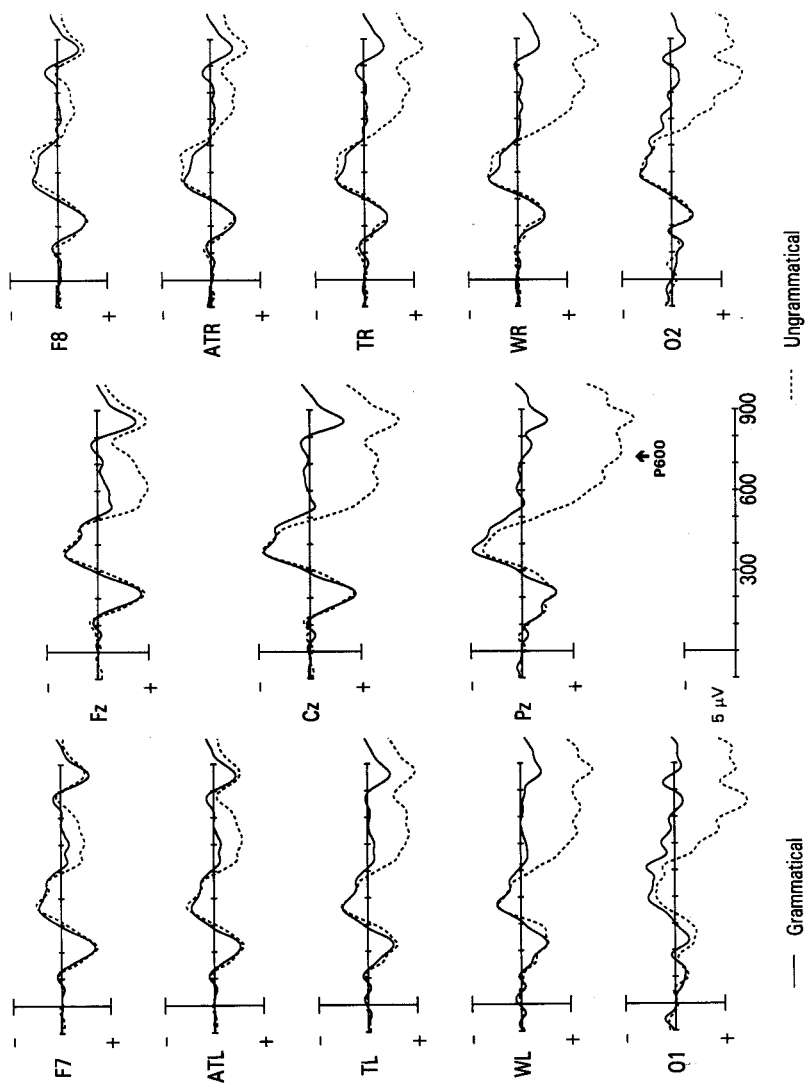 F7
ATL
TL
WL
O1
Fz
Cz
Pz
P600
5 µV
300 600 900
F8
ATR
TR
WR
O2
- +
- +
- +
- +
- +
- +
- +
- +
-
- +
- +
- +
- +
- +
Grammatical
Ungrammatical